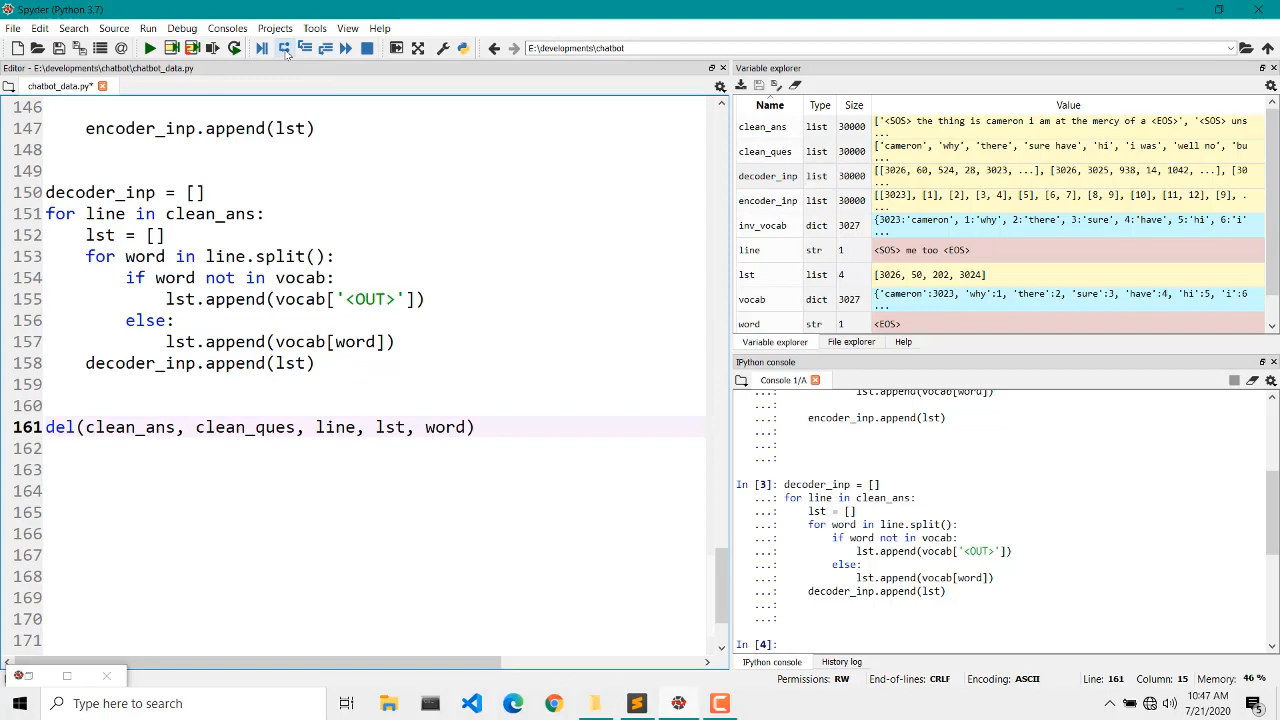 Spyder (Python 3.7)
File Edit Search Source Run Debug Consoles Projects Tools View Help
E:\developments\chatbot
Editor - E:\developments\chatbot\chatbot_data.py
chatbot_data.py*
146
147 encoder_inp.append(lst)
148
149
150 decoder_inp = []
151 for line in clean_ans:
152 lst = []
153 for word in line.split():
154 if word not in vocab:
155 lst.append(vocab['<OUT>'])
156 else:
157 lst.append(vocab[word])
158 decoder_inp.append(lst)
159
160
161 del(clean_ans, clean_ques, line, lst, word)
162
163
164
165
166
167
168
169
170
171
Variable explorer
Name Type Size Value
clean_ans list 30000 ['<SOS> the thing is cameron i am at the mercy of a <EOS>', '<SOS> uns
...
clean_ques list 30000 ['cameron', 'why', 'there', 'sure have', 'hi', 'i was', 'well no', 'bu
...
decoder_inp list 30000 [[3026, 60, 524, 28, 3023, ...], [3026, 3025, 938, 14, 1042, ...], [30
...
encoder_inp list 30000 [[3023], [1], [2], [3, 4], [5], [6, 7], [8, 9], [10], [11, 12], [9], .
...
inv_vocab dict 3027 {3023:'cameron', 1:'why', 2:'there', 3:'sure', 4:'have', 5:'hi', 6:'i'
...
line str 1 <SOS> me too <EOS>
lst list 4 [3026, 50, 202, 3024]
vocab dict 3027 {'cameron':3023, 'why':1, 'there':2, 'sure':3, 'have':4, 'hi':5, 'i':6
...
word str 1 <EOS>
Variable explorer File explorer Help
IPython console
Console 1/A
lst.append(vocab[word])
...:
...: encoder_inp.append(lst)
...:
...:
...:
In [3]: decoder_inp = []
...: for line in clean_ans:
...: lst = []
...: for word in line.split():
...: if word not in vocab:
...: lst.append(vocab['<OUT>'])
...: else:
...: lst.append(vocab[word])
...: decoder_inp.append(lst)
...:
...:
In [4]:
IPython console History log
Permissions: RW End-of-lines: CRLF Encoding: ASCII Line: 161 Column: 15 Memory: 46 %
Type here to search
10:47 AM
7/21/2020
5